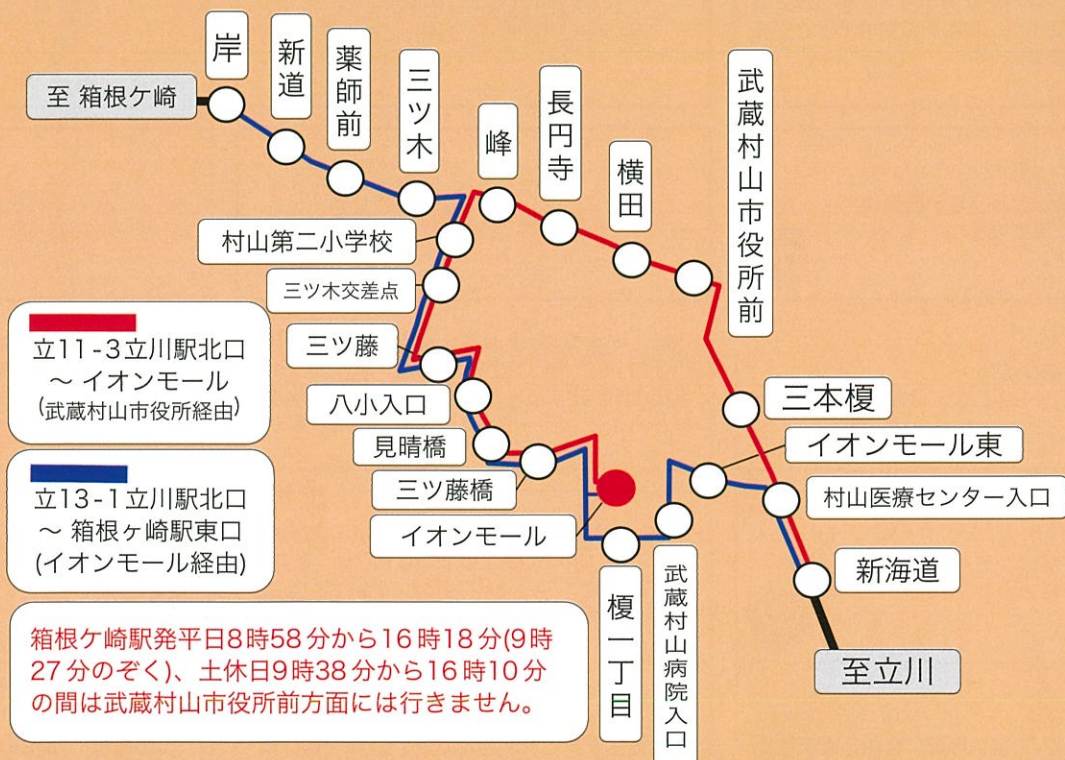 岸
新道
薬師前
三ツ木
峰
長円寺
横田
武蔵村山市役所前
至 箱根ケ崎
村山第二小学校
三ツ木交差点
三ツ藤
八小入口
見晴橋
三ツ藤橋
イオンモール
榎一丁目
武蔵村山病院入口
三本榎
イオンモール東
村山医療センター入口
新海道
至立川
立11-3立川駅北口
～ イオンモール
(武蔵村山市役所経由)
立13-1立川駅北口
～ 箱根ヶ崎駅東口
(イオンモール経由)
箱根ケ崎駅発平日8時58分から16時18分(9時
27分のぞく)、土休日9時38分から16時10分
の間は武蔵村山市役所前方面には行きません。